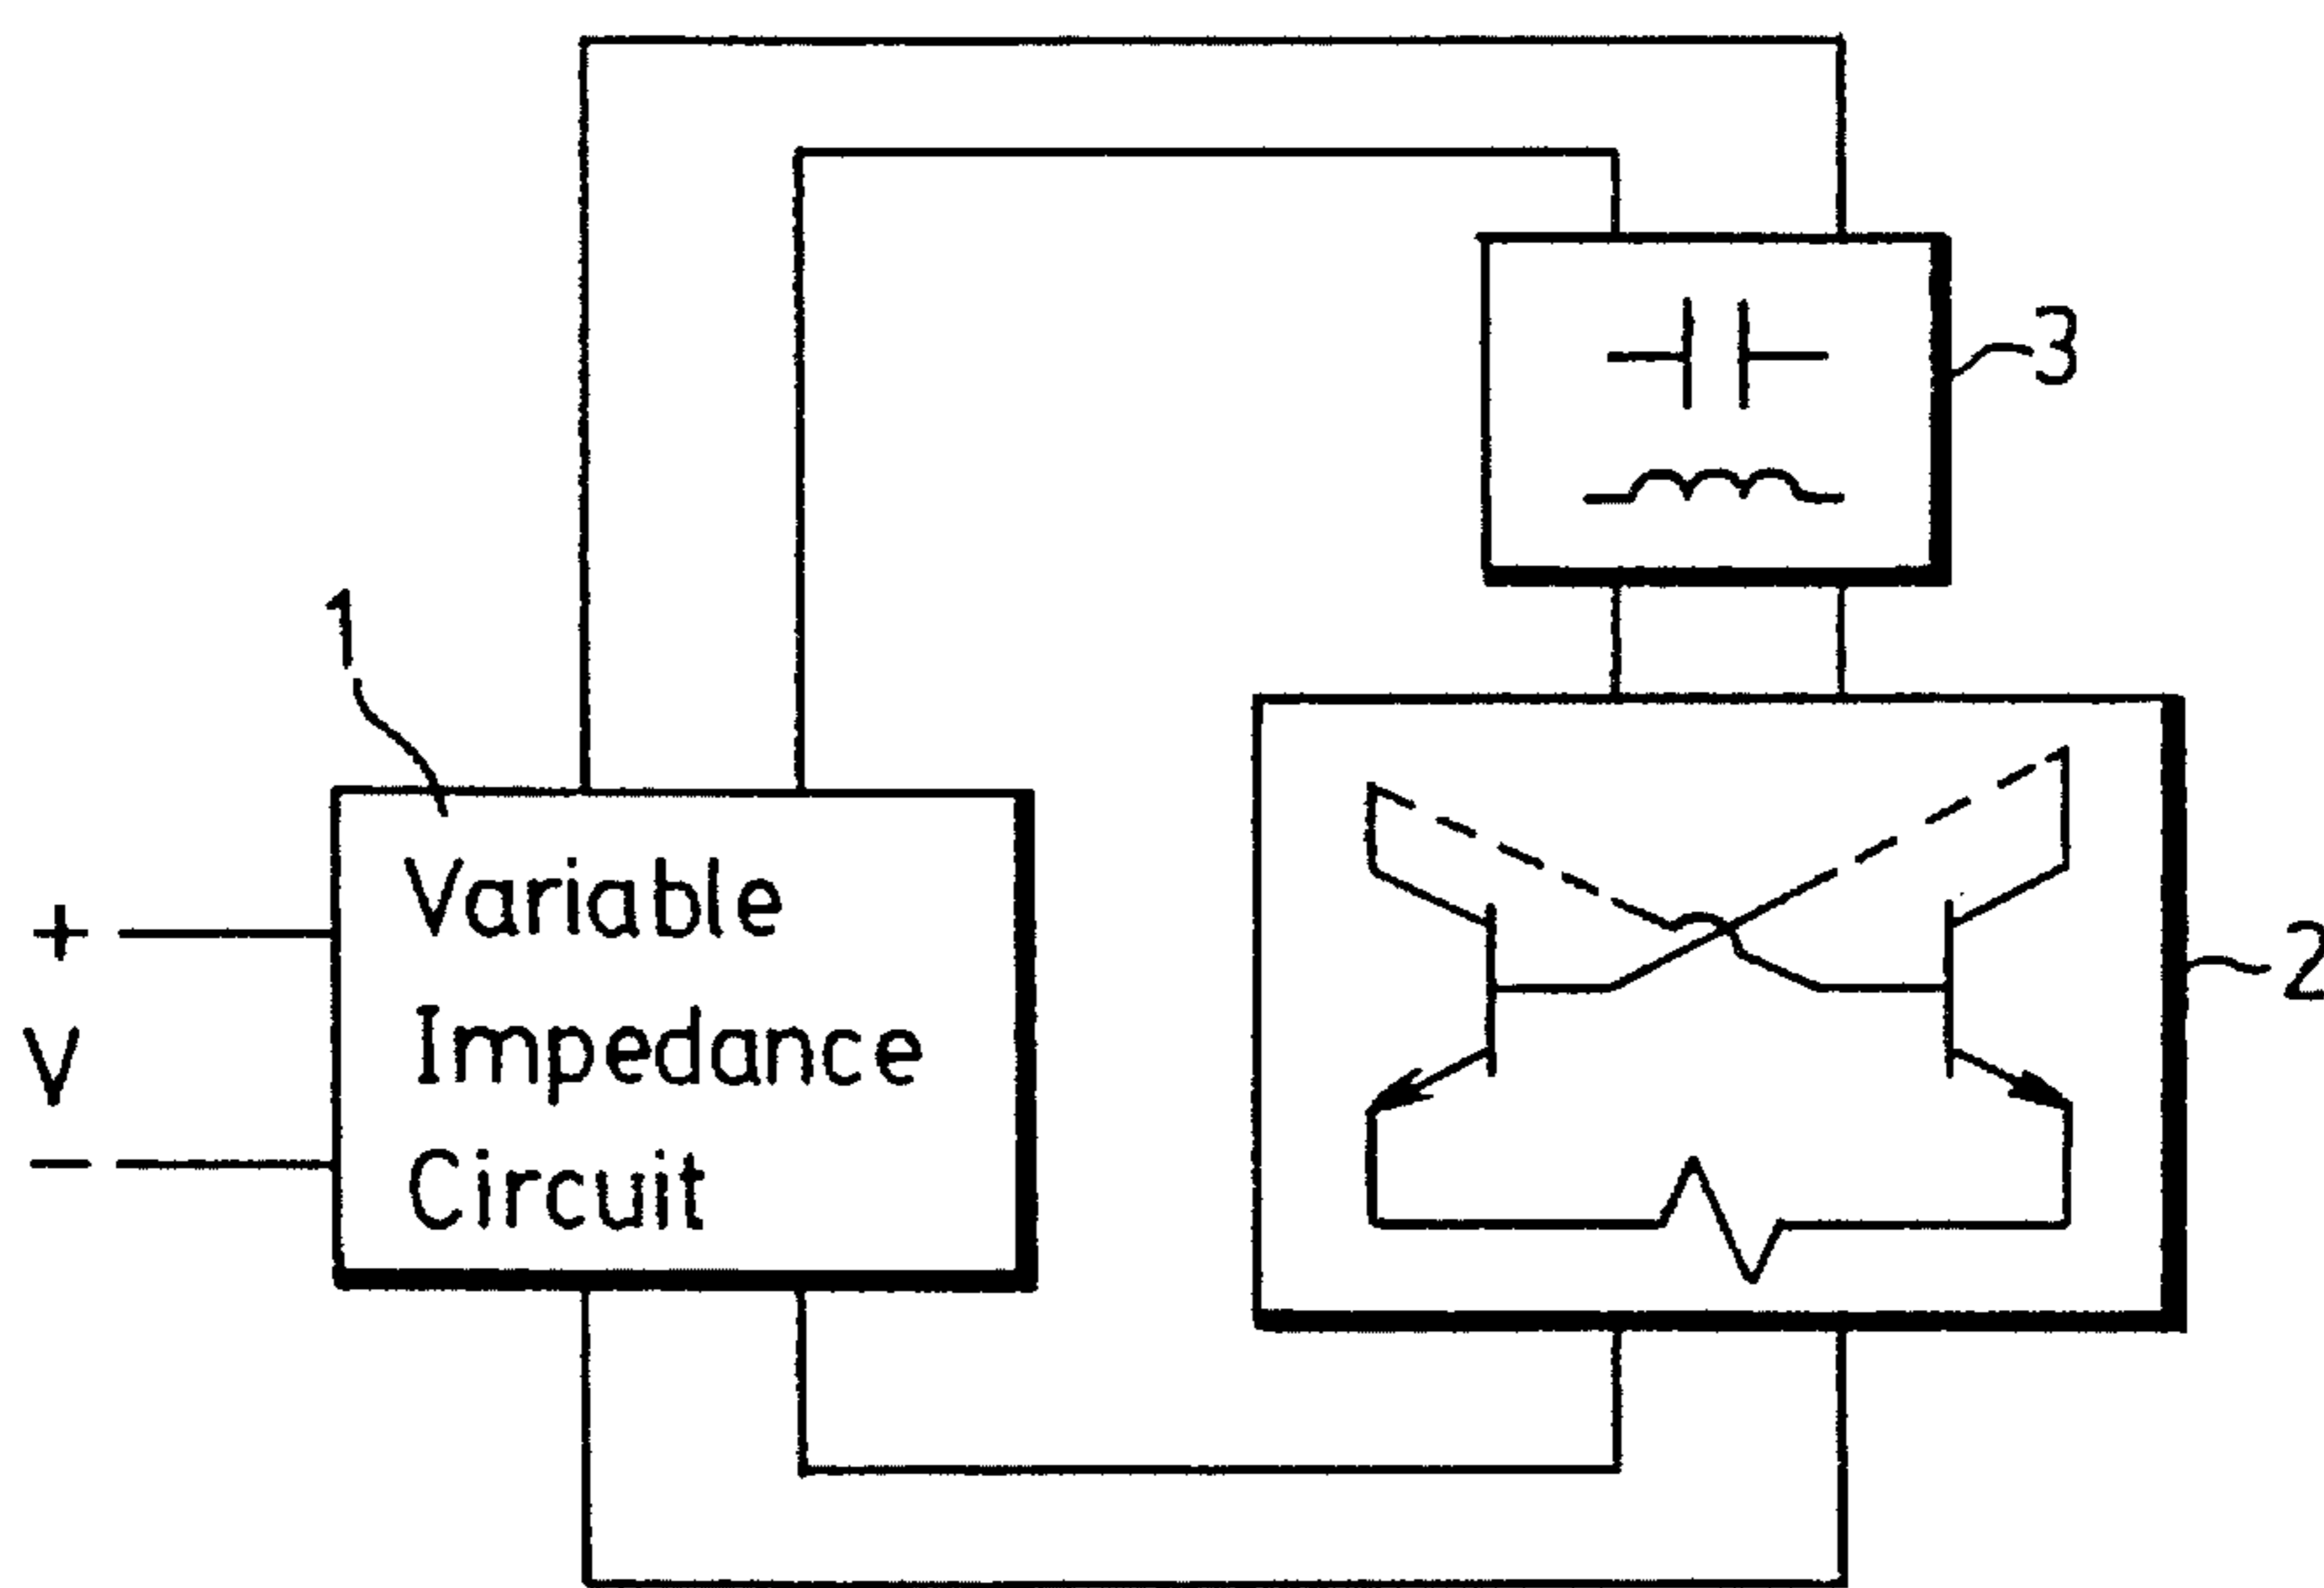 3
1
Variable
Impedance
Circuit
+
V
−
2